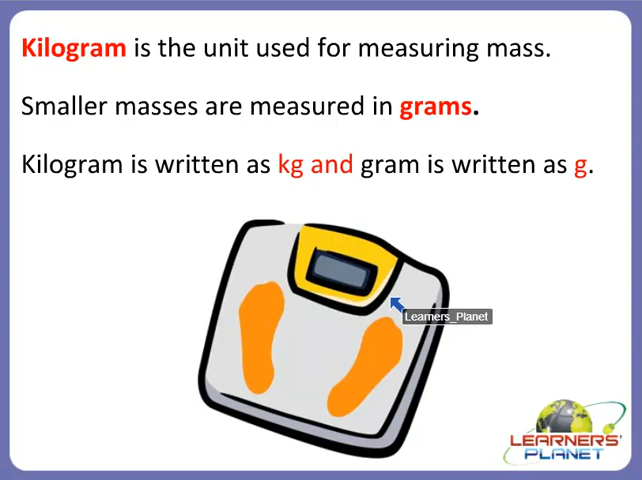 Kilogram is the unit used for measuring mass.
Smaller masses are measured in grams.
Kilogram is written as kg and gram is written as g.
Learners_Planet
LEARNERS'
PLANET